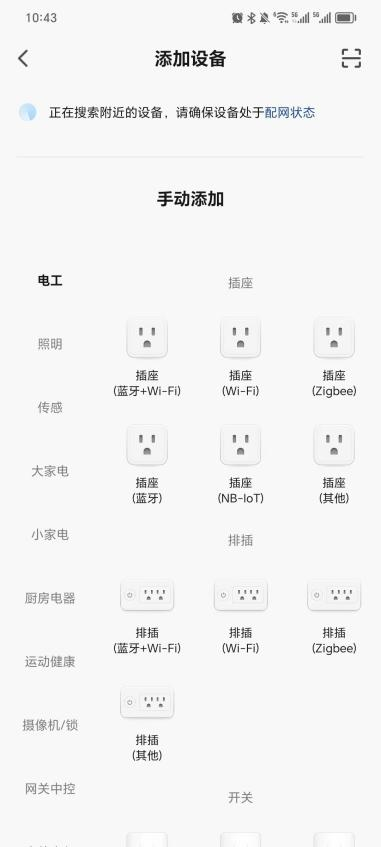 10:43
添加设备
正在搜索附近的设备，请确保设备处于配网状态
手动添加
电工
插座
照明
插座 插座 插座
(蓝牙+Wi-Fi) (Wi-Fi) (Zigbee)
传感
大家电
插座 插座 插座
(蓝牙) (NB-IoT) (其他)
小家电
排插
厨房电器
排插 排插 排插
(蓝牙+Wi-Fi) (Wi-Fi) (Zigbee)
运动健康
摄像机/锁
排插
(其他)
网关中控
开关